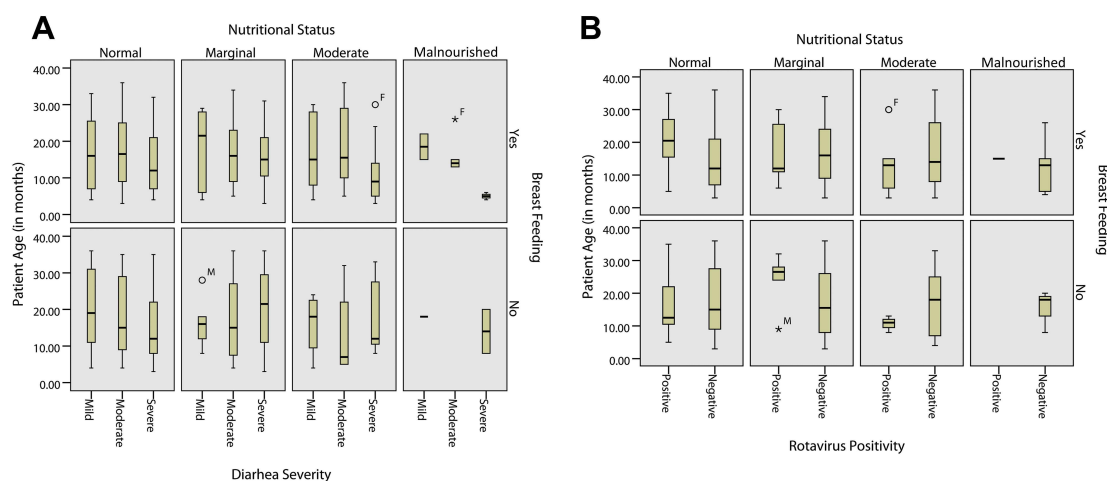 A
Nutritional Status
Normal Marginal Moderate Malnourished
40.00
30.00
20.00
10.00
0.00
F
F
Yes
40.00
30.00
20.00
10.00
0.00
M
No
Patient Age (in months)
Breast Feeding
Mild Moderate Severe Mild Moderate Severe Mild Moderate Severe Mild Moderate Severe
Diarhea Severity
B
Nutritional Status
Normal Marginal Moderate Malnourished
40.00
30.00
20.00
10.00
0.00
F
Yes
40.00
30.00
20.00
10.00
0.00
M
No
Patient Age (in months)
Breast Feeding
Positive Negative Positive Negative Positive Negative Positive Negative
Rotavirus Positivity